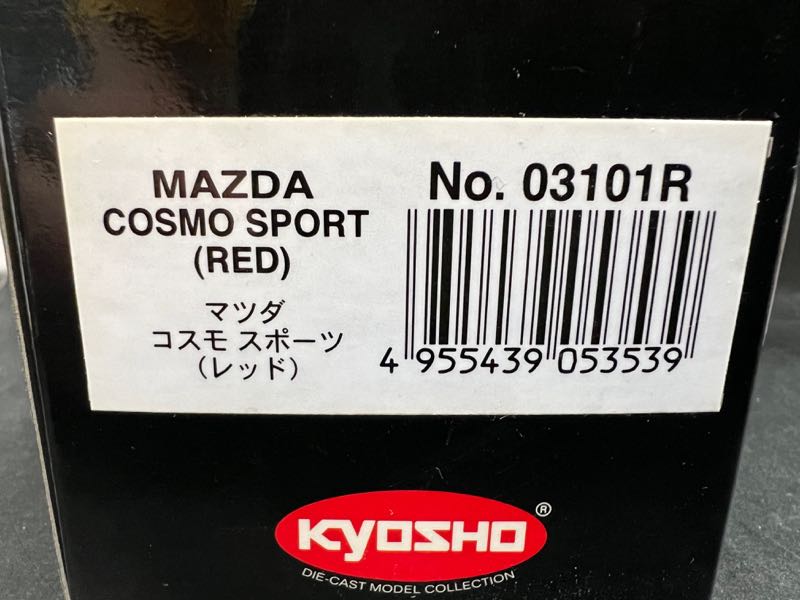 MAZDA
COSMO SPORT
(RED)
マツダ
コスモ スポーツ
(レッド)
No. 03101R
4 955439 053539
KYOSHO®
DIE-CAST MODEL COLLECTION